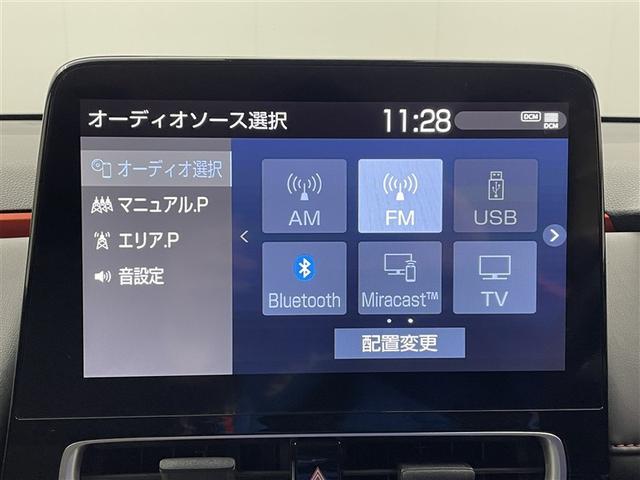 オーディオソース選択
11:28
DCM
DCM
オーディオ選択
マニュアル.P
エリア.P
音設定
AM
FM
USB
Bluetooth
Miracast™
TV
配置変更